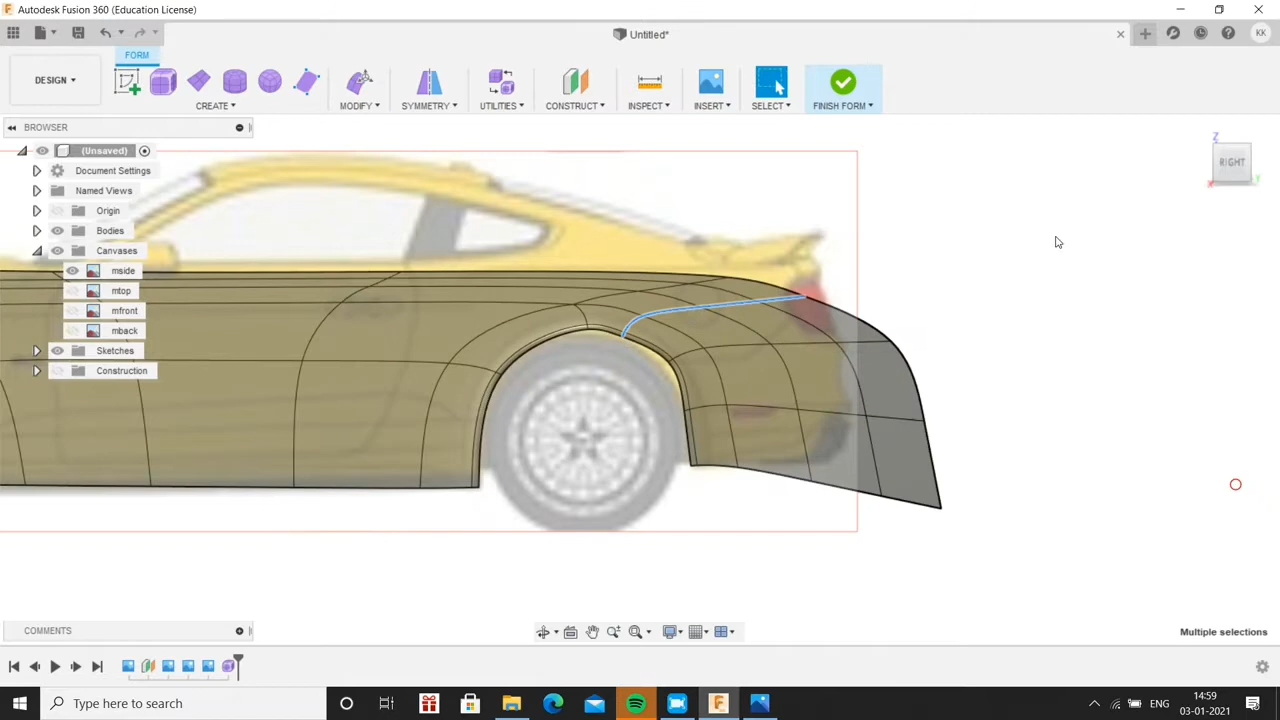 Autodesk Fusion 360 (Education License)
Untitled*
KK
FORM
DESIGN
CREATE
MODIFY
SYMMETRY
UTILITIES
CONSTRUCT
INSPECT
INSERT
SELECT
FINISH FORM
BROWSER
(Unsaved)
Document Settings
Named Views
Origin
Bodies
Canvases
mside
mtop
mfront
mback
Sketches
Construction
Z
RIGHT
X
Y
COMMENTS
Multiple selections
Type here to search
ENG
14:59
03-01-2021